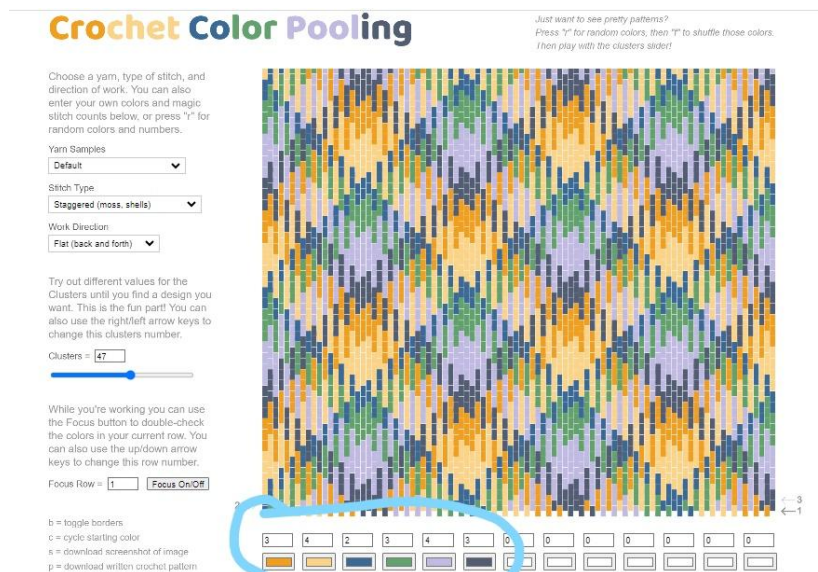 Crochet Color Pooling
Just want to see pretty patterns?
Press "r" for random colors, then "f" to shuffle those colors.
Then play with the clusters slider!
Choose a yarn, type of stitch, and
direction of work. You can also
enter your own colors and magic
stitch counts below, or press "r" for
random colors and numbers.
Yarn Samples
Default
Stitch Type
Staggered (moss, shells)
Work Direction
Flat (back and forth)
Try out different values for the
Clusters until you find a design you
want. This is the fun part! You can
also use the right/left arrow keys to
change this clusters number.
Clusters = 47
While you're working you can use
the Focus button to double-check
the colors in your current row. You
can also use the up/down arrow
keys to change this row number.
Focus Row = 1 Focus On/Off
2
3
1
b = toggle borders
c = cycle starting color
s = download screenshot of image
p = download written crochet pattern
3 4 2 3 4 3 0 0 0 0 0 0 0